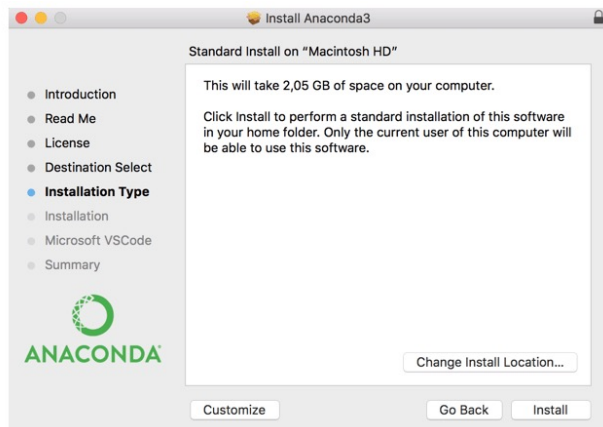 Install Anaconda3
Standard Install on “Macintosh HD”
Introduction
Read Me
License
Destination Select
Installation Type
Installation
Microsoft VSCode
Summary
ANACONDA
This will take 2,05 GB of space on your computer.
Click Install to perform a standard installation of this software
in your home folder. Only the current user of this computer will
be able to use this software.
Change Install Location...
Customize
Go Back
Install